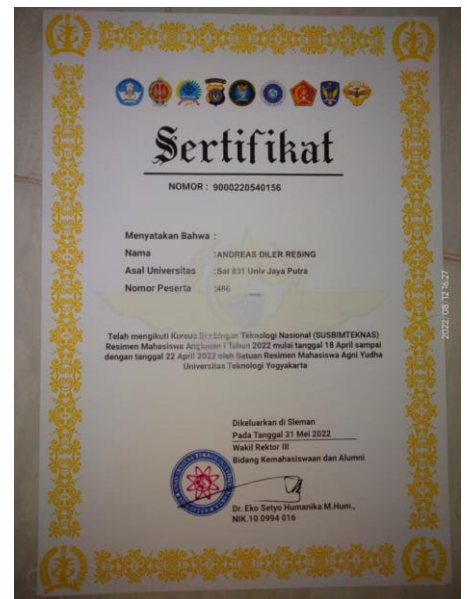 Sertifikat
NOMOR : 9000220540156
Menyatakan Bahwa :
Nama :ANDREAS DILER RESING
Asal Universitas :Sat 831 Univ Jaya Putra
Nomor Peserta :486
Telah mengikuti Kursus Teknologi Nasional (SUSBIMTEKNAS)
Resimen Mahasiswa Angkatan I Tahun 2022 mulai tanggal 18 April sampai
dengan tanggal 22 April 2022 oleh Satuan Resimen Mahasiswa Agni Yudha
Universitas Teknologi Yogyakarta
Dikeluarkan di Sleman
Pada Tanggal 31 Mei 2022
Wakil Rektor III
Bidang Kemahasiswaan dan Alumni
Dr. Eko Setyo Humanika M.Hum.,
NIK.10 0994 016
2022/08/12 16:27